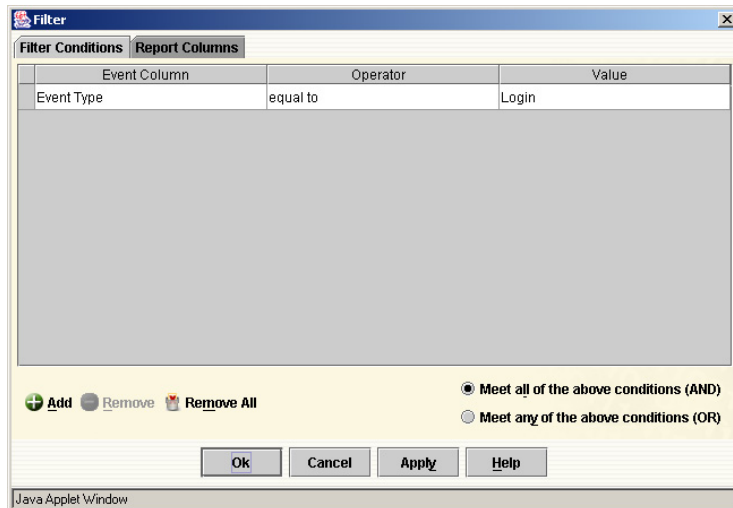 Filter
Filter Conditions Report Columns
Event Column Operator Value
Event Type equal to Login
Add Remove Remove All
Meet all of the above conditions (AND)
Meet any of the above conditions (OR)
Ok Cancel Apply Help
Java Applet Window